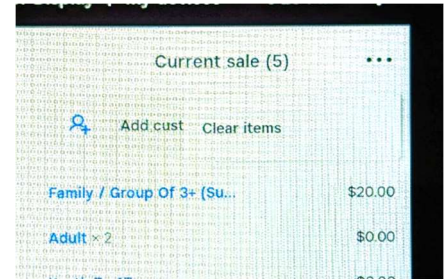 Current sale (5)
•••
Add cust Clear items
Family / Group Of 3+ (Su... $20.00
Adult × 2 $0.00